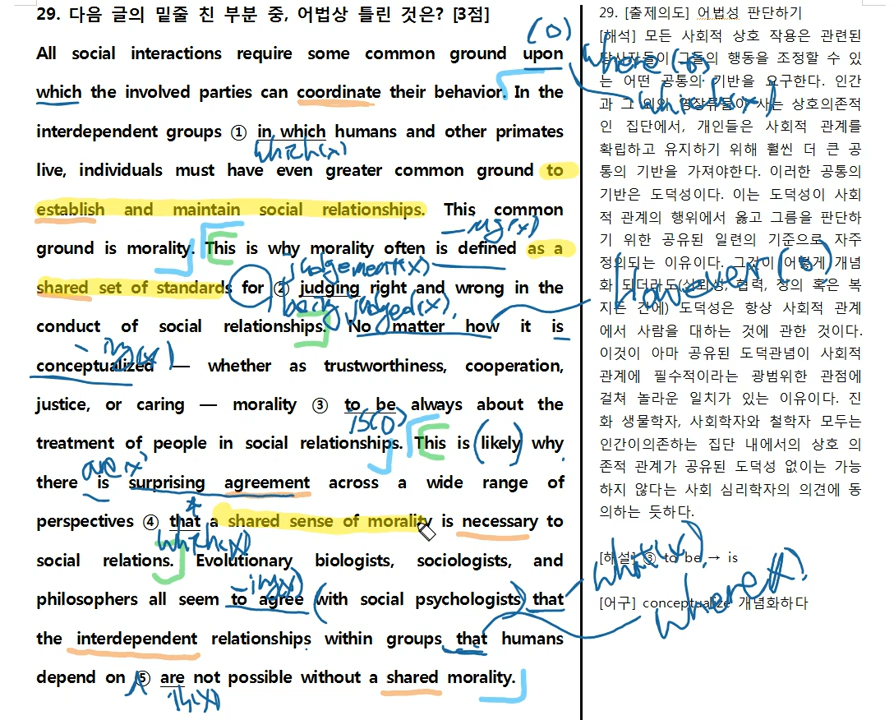 29. 다음 글의 밑줄 친 부분 중, 어법상 틀린 것은? [3점]
(0)
All social interactions require some common ground upon
which the involved parties can coordinate their behavior. In the
interdependent groups ① in which humans and other primates
which(x)
live, individuals must have even greater common ground to
establish and maintain social relationships. This common
-ing(x)
ground is morality. This is why morality often is defined as a
judgement(x)
shared set of standards for ② judging right and wrong in the
being judged(x)
conduct of social relationships. No matter how it is
-ing(x)
conceptualized — whether as trustworthiness, cooperation,
justice, or caring — morality ③ to be always about the
is(0)
treatment of people in social relationships. This is likely why
are x
there is surprising agreement across a wide range of
perspectives ④ that a shared sense of morality is necessary to
which(x)
social relations. Evolutionary biologists, sociologists, and
-ing(x)
philosophers all seem to agree with social psychologists that
the interdependent relationships within groups that humans
depend on ⑤ are not possible without a shared morality.
is(x)
29. [출제의도] 어법성 판단하기
[해석] 모든 사회적 상호 작용은 관련된
당사자들이 그들의 행동을 조정할 수 있
where(0)
는 어떤 공통의 기반을 요구한다. 인간
which(x)
과 그 외의 영장류들이 사는 상호의존적
인 집단에서, 개인들은 사회적 관계를
확립하고 유지하기 위해 훨씬 더 큰 공
통의 기반을 가져야한다. 이러한 공통의
기반은 도덕성이다. 이는 도덕성이 사회
적 관계의 행위에서 옳고 그름을 판단하
기 위한 공유된 일련의 기준으로 자주
정의되는 이유이다. 그것이 어떻게 개념
However(0)
화 되더라도(신뢰성, 협력, 정의 혹은 복
지든 간에) 도덕성은 항상 사회적 관계
에서 사람을 대하는 것에 관한 것이다.
이것이 아마 공유된 도덕관념이 사회적
관계에 필수적이라는 광범위한 관점에
걸쳐 놀라운 일치가 있는 이유이다. 진
화 생물학자, 사회학자와 철학자 모두는
인간이의존하는 집단 내에서의 상호 의
존적 관계가 공유된 도덕성 없이는 가능
하지 않다는 사회 심리학자의 의견에 동
의하는 듯하다.
[해설] ③ to be → is
what(x)
where(x)
[어구] conceptualize 개념화하다